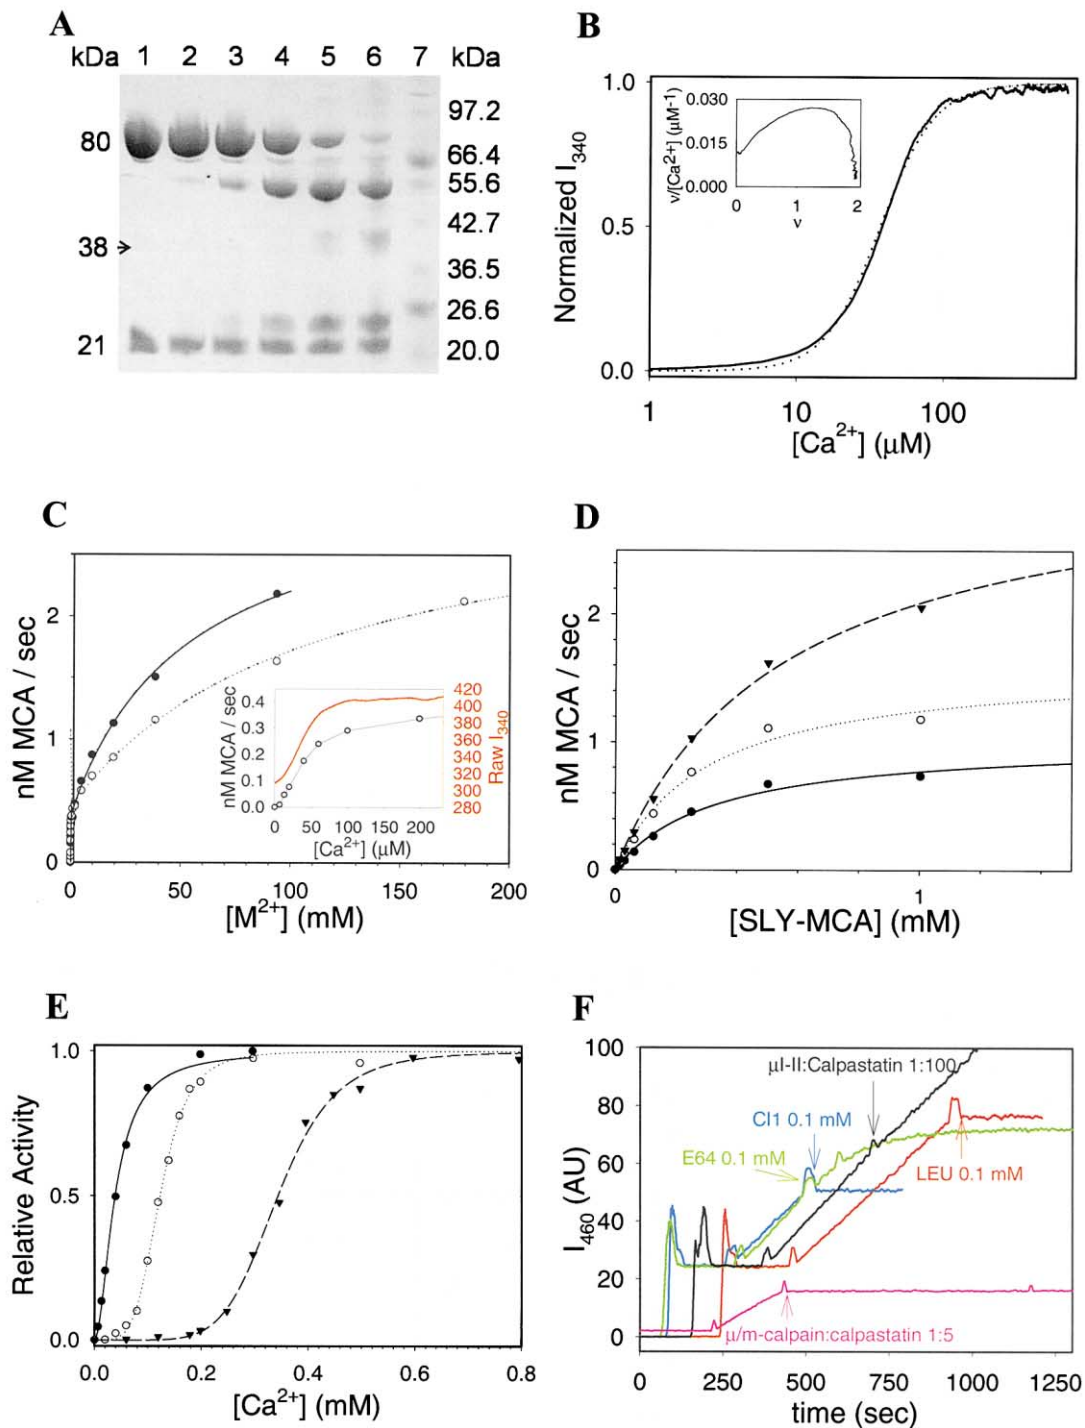 A
kDa 1 2 3 4 5 6 7 kDa
80
38
21
97.2
66.4
55.6
42.7
36.5
26.6
20.0
B
Normalized I340
1.0
0.5
0.0
1 10 100
[Ca2+] (μM)
ν/[Ca2+] (μM-1)
0.030
0.015
0.000
0 1 2
ν
C
nM MCA / sec
2
1
0
0 50 100 150 200
[M2+] (mM)
nM MCA / sec
0.4
0.3
0.2
0.1
0.0
0 50 100 150 200
[Ca2+] (μM)
420
400
380
360
340
320
300
280
Raw I340
D
nM MCA / sec
2
1
0
0 1
[SLY-MCA] (mM)
E
Relative Activity
1.0
0.5
0.0
0.0 0.2 0.4 0.6 0.8
[Ca2+] (mM)
F
I460 (AU)
100
80
60
40
20
0
μI-II:Calpastatin 1:100
CI1 0.1 mM
E64 0.1 mM
LEU 0.1 mM
μ/m-calpain:calpastatin 1:5
0 250 500 750 1000 1250
time (sec)